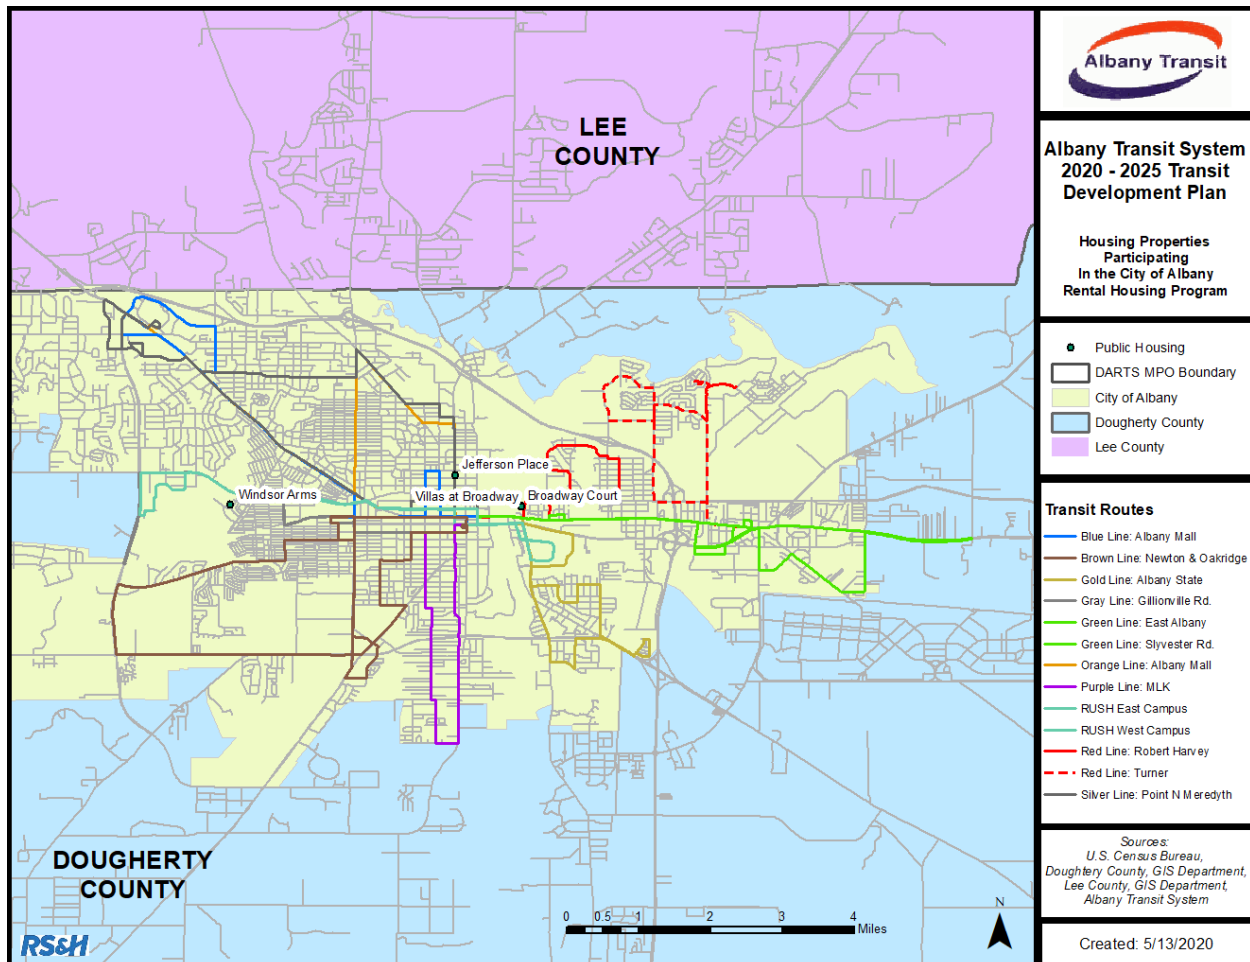 LEE
COUNTY
Jefferson Place
Windsor Arms
Villas at Broadway
Broadway Court
DOUGHERTY
COUNTY
0 0.5 1 2 3 4
Miles
N
RS&H
Albany Transit
Albany Transit System
2020 - 2025 Transit
Development Plan
Housing Properties
Participating
In the City of Albany
Rental Housing Program
Public Housing
DARTS MPO Boundary
City of Albany
Dougherty County
Lee County
Transit Routes
Blue Line: Albany Mall
Brown Line: Newton & Oakridge
Gold Line: Albany State
Gray Line: Gillionville Rd.
Green Line: East Albany
Green Line: Slyvester Rd.
Orange Line: Albany Mall
Purple Line: MLK
RUSH East Campus
RUSH West Campus
Red Line: Robert Harvey
Red Line: Turner
Silver Line: Point N Meredyth
Sources:
U.S. Census Bureau,
Doughtery County, GIS Department,
Lee County, GIS Department,
Albany Transit System
Created: 5/13/2020